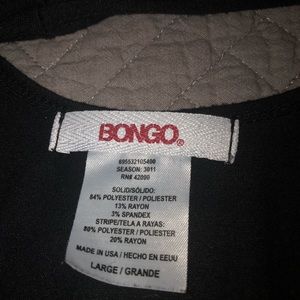 BONGO®
895532105400
SEASON: 3011
RN# 42000
SOLID/SÓLIDO:
84% POLYESTER / POLIESTER
13% RAYON
3% SPANDEX
STRIPE/TELA A RAYAS:
80% POLYESTER / POLIESTER
20% RAYON
MADE IN USA / HECHO EN EEUU
LARGE / GRANDE